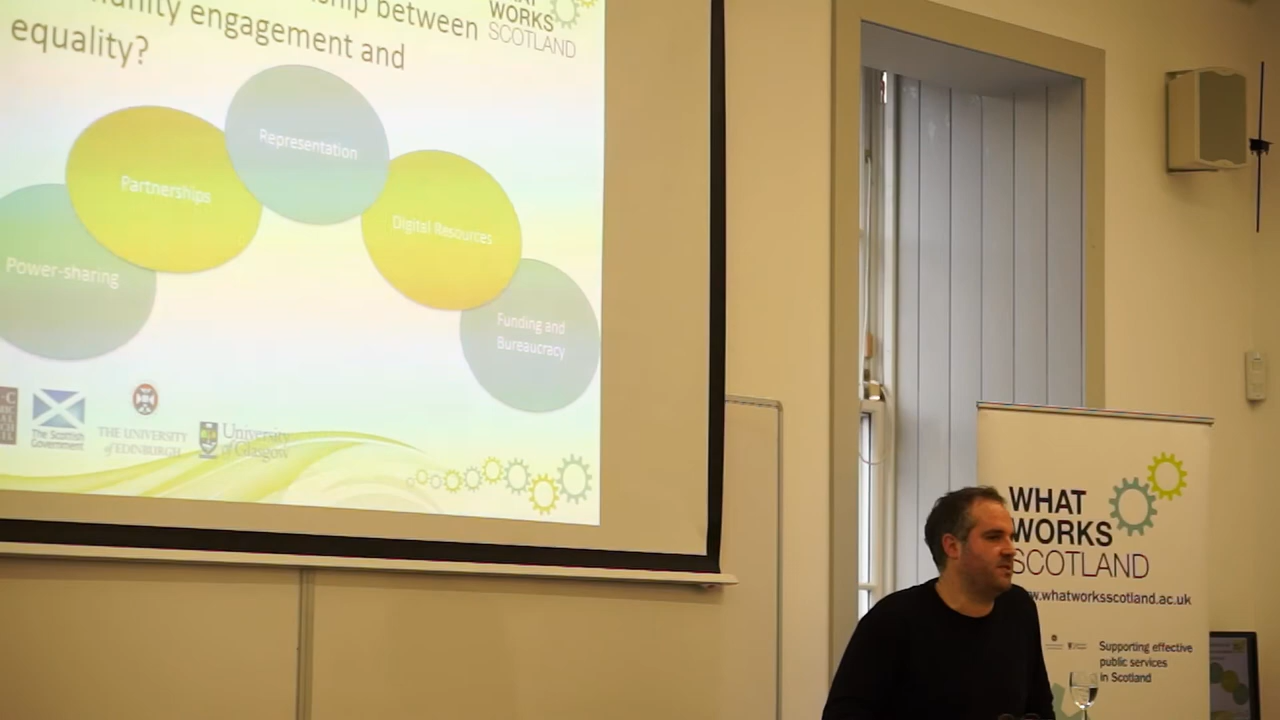 between
WHAT
WORKS
SCOTLAND
engagement and
equality?
Representation
Partnerships
Digital Resources
Power-sharing
Funding and
Bureaucracy
The Scottish
Government
THE UNIVERSITY
of EDINBURGH
University
of Glasgow
WHAT
WORKS
SCOTLAND
www.whatworksscotland.ac.uk
Supporting effective
public services
in Scotland